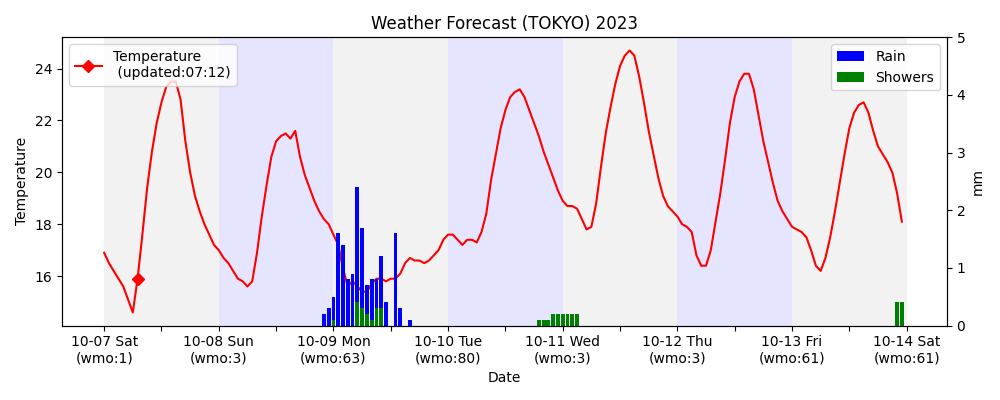 Weather Forecast (TOKYO) 2023
Temperature
(updated:07:12)
Rain
Showers
24
22
20
18
16
Temperature
5
4
3
2
1
0
mm
10-07 Sat
(wmo:1)
10-08 Sun
(wmo:3)
10-09 Mon
(wmo:63)
10-10 Tue
(wmo:80)
10-11 Wed
(wmo:3)
10-12 Thu
(wmo:3)
10-13 Fri
(wmo:61)
10-14 Sat
(wmo:61)
Date